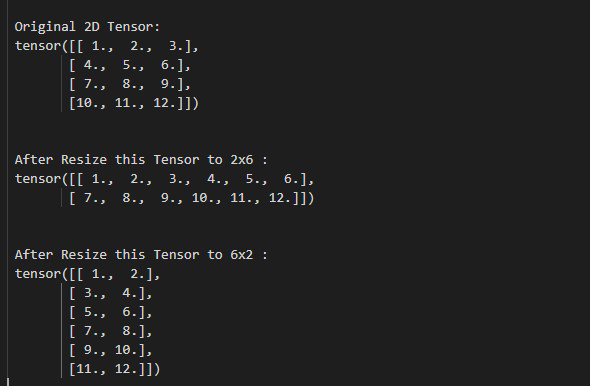 Original 2D Tensor:
tensor([[ 1.,  2.,  3.],
        [ 4.,  5.,  6.],
        [ 7.,  8.,  9.],
        [10., 11., 12.]])
After Resize this Tensor to 2x6 :
tensor([[ 1.,  2.,  3.,  4.,  5.,  6.],
        [ 7.,  8.,  9., 10., 11., 12.]])
After Resize this Tensor to 6x2 :
tensor([[ 1.,  2.],
        [ 3.,  4.],
        [ 5.,  6.],
        [ 7.,  8.],
        [ 9., 10.],
        [11., 12.]])